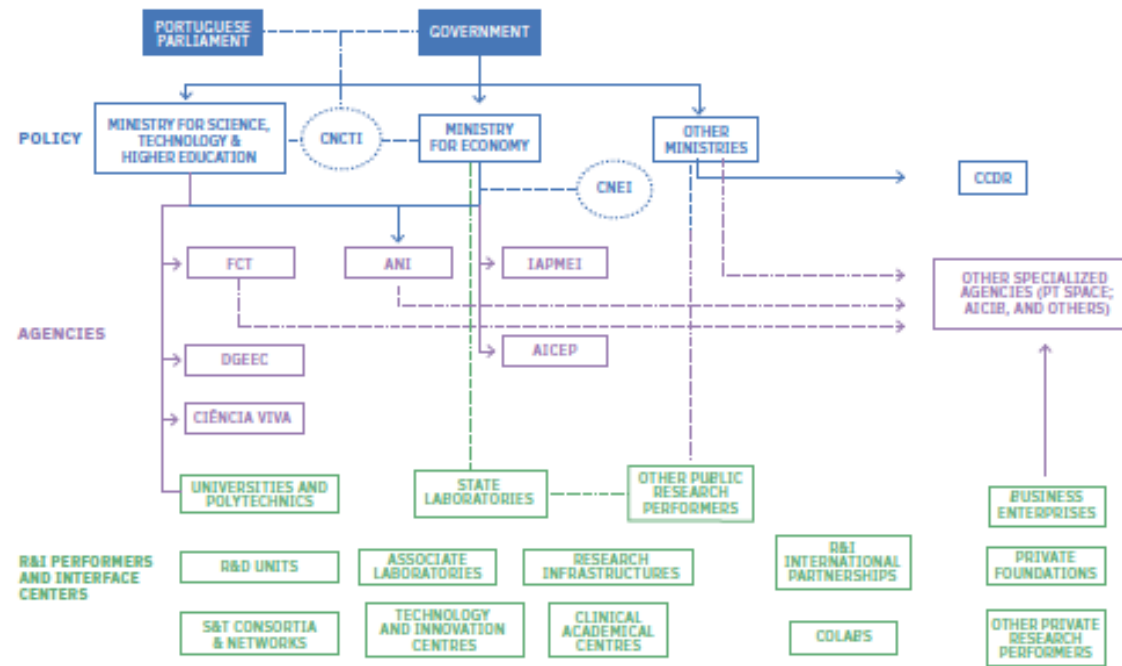 PORTUGUESE
PARLIAMENT
GOVERNMENT
POLICY
MINISTRY FOR SCIENCE,
TECHNOLOGY &
HIGHER EDUCATION
CNCTI
MINISTRY
FOR ECONOMY
OTHER
MINISTRIES
CNEI
CCDR
AGENCIES
FCT
ANI
IAPMEI
OTHER SPECIALIZED
AGENCIES (PT SPACE;
AICIB, AND OTHERS)
DGEEC
AICEP
CIÊNCIA VIVA
R&I PERFORMERS
AND INTERFACE
CENTERS
UNIVERSITIES AND
POLYTECHNICS
STATE
LABORATORIES
OTHER PUBLIC
RESEARCH
PERFORMERS
BUSINESS
ENTERPRISES
R&D UNITS
ASSOCIATE
LABORATORIES
RESEARCH
INFRASTRUCTURES
R&I
INTERNATIONAL
PARTNERSHIPS
PRIVATE
FOUNDATIONS
S&T CONSORTIA
& NETWORKS
TECHNOLOGY
AND INNOVATION
CENTRES
CLINICAL
ACADEMICAL
CENTRES
COLABS
OTHER PRIVATE
RESEARCH
PERFORMERS